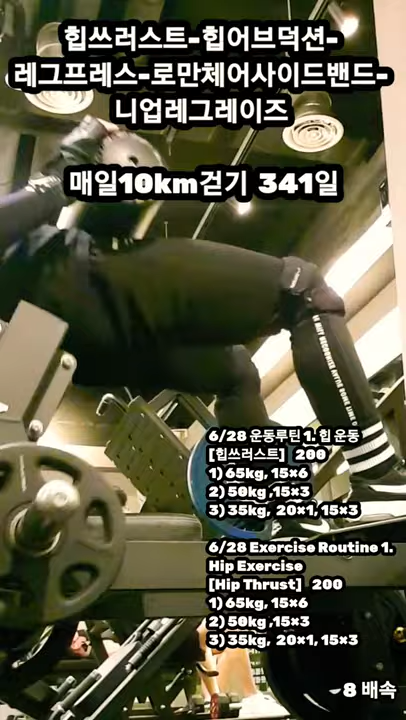 힙쓰러스트-힙어브덕션-
레그프레스-로만체어사이드밴드-
니업레그레이즈
매일10km걷기 341일
6/28 운동루틴 1. 힙 운동
[힙쓰러스트] 200
1) 65kg, 15×6
2) 50kg ,15×3
3) 35kg, 20×1, 15×3
6/28 Exercise Routine 1.
Hip Exercise
[Hip Thrust] 200
1) 65kg, 15×6
2) 50kg ,15×3
3) 35kg, 20×1, 15×3
-8 배속